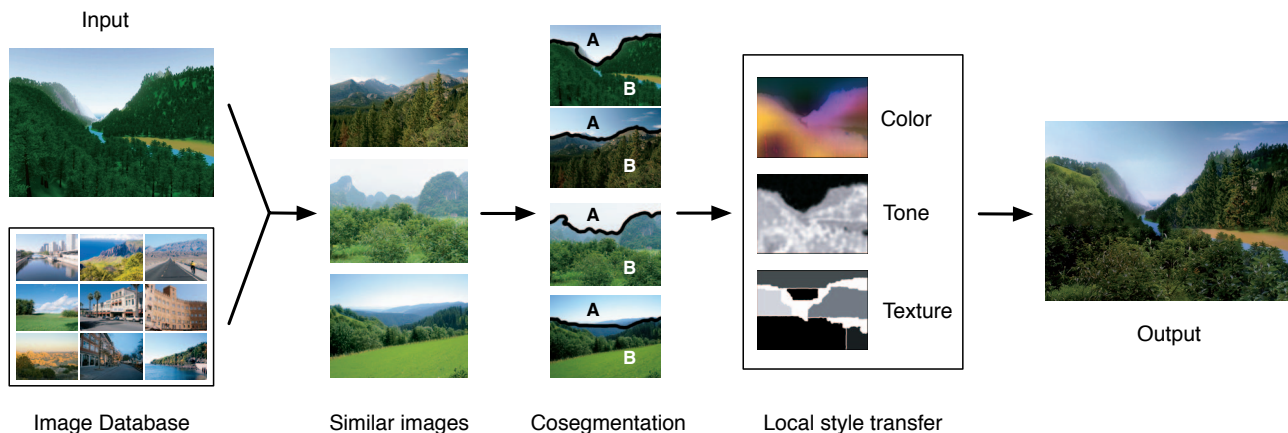 Input
Image Database
Similar images
A
B
A
B
A
B
A
B
Cosegmentation
Color
Tone
Texture
Local style transfer
Output